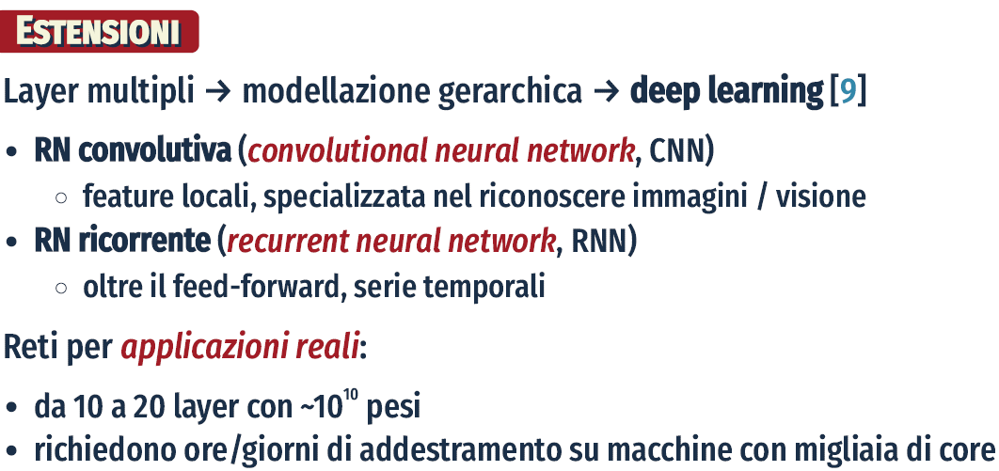 ESTENSIONI
Layer multipli → modellazione gerarchica → deep learning [9]
• RN convolutiva (convolutional neural network, CNN)
○ feature locali, specializzata nel riconoscere immagini / visione
• RN ricorrente (recurrent neural network, RNN)
○ oltre il feed-forward, serie temporali
Reti per applicazioni reali:
• da 10 a 20 layer con ~10¹⁰ pesi
• richiedono ore/giorni di addestramento su macchine con migliaia di core